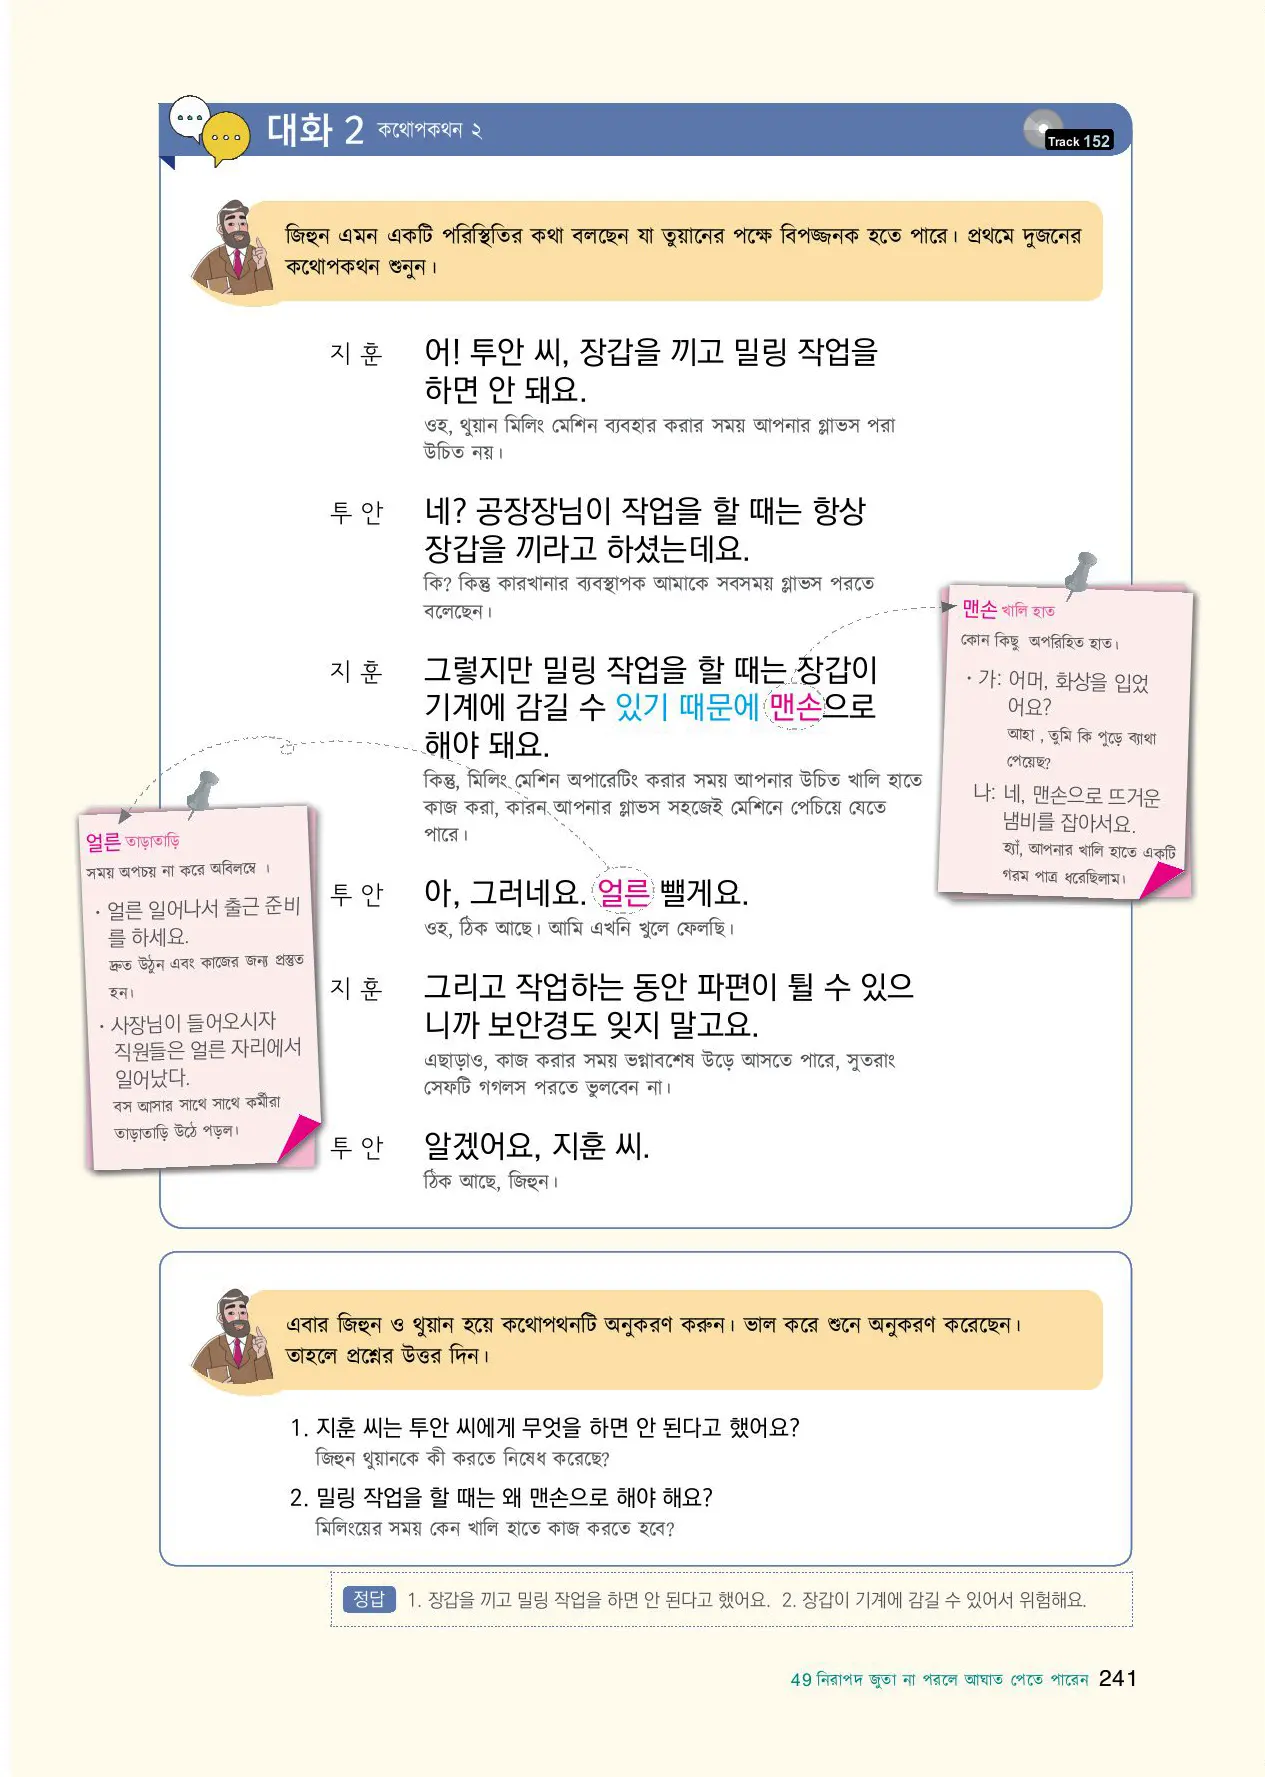 대화 2 কথোপকথন ২
Track 152
জিহুন এমন একটি পরিস্থিতির কথা বলছেন যা তুয়ানের পক্ষে বিপজ্জনক হতে পারে। প্রথমে দুজনের
কথোপকথন শুনুন।
지 훈 어! 투안 씨, 장갑을 끼고 밀링 작업을
하면 안 돼요.
ওহ, থুয়ান মিলিং মেশিন ব্যবহার করার সময় আপনার গ্লাভস পরা
উচিত নয়।
투 안 네? 공장장님이 작업을 할 때는 항상
장갑을 끼라고 하셨는데요.
কি? কিন্তু কারখানার ব্যবস্থাপক আমাকে সবসময় গ্লাভস পরতে
বলেছেন।
지 훈 그렇지만 밀링 작업을 할 때는 장갑이
기계에 감길 수 있기 때문에 맨손으로
해야 돼요.
কিন্তু, মিলিং মেশিন অপারেটিং করার সময় আপনার উচিত খালি হাতে
কাজ করা, কারন আপনার গ্লাভস সহজেই মেশিনে পেচিয়ে যেতে
পারে।
투 안 아, 그러네요. 얼른 뺄게요.
ওহ, ঠিক আছে। আমি এখনি খুলে ফেলছি।
지 훈 그리고 작업하는 동안 파편이 튈 수 있으
니까 보안경도 잊지 말고요.
এছাড়াও, কাজ করার সময় ভগ্নাবশেষ উড়ে আসতে পারে, সুতরাং
সেফটি গগলস পরতে ভুলবেন না।
투 안 알겠어요, 지훈 씨.
ঠিক আছে, জিহুন।
맨손 খালি হাত
কোন কিছু অপরিহিত হাত।
· 가: 어머, 화상을 입었
어요?
আহা , তুমি কি পুড়ে ব্যাথা
পেয়েছ?
나: 네, 맨손으로 뜨거운
냄비를 잡아서요.
হ্যাঁ, আপনার খালি হাতে একটি
গরম পাত্র ধরেছিলাম।
얼른 তাড়াতাড়ি
সময় অপচয় না করে অবিলম্বে ।
· 얼른 일어나서 출근 준비
를 하세요.
দ্রুত উঠুন এবং কাজের জন্য প্রস্তুত
হন।
· 사장님이 들어오시자
직원들은 얼른 자리에서
일어났다.
বস আসার সাথে সাথে কর্মীরা
তাড়াতাড়ি উঠে পড়ল।
এবার জিহুন ও থুয়ান হয়ে কথোপথনটি অনুকরণ করুন। ভাল করে শুনে অনুকরণ করেছেন।
তাহলে প্রশ্নের উত্তর দিন।
1. 지훈 씨는 투안 씨에게 무엇을 하면 안 된다고 했어요?
জিহুন থুয়ানকে কী করতে নিষেধ করেছে?
2. 밀링 작업을 할 때는 왜 맨손으로 해야 해요?
মিলিংয়ের সময় কেন খালি হাতে কাজ করতে হবে?
정답 1. 장갑을 끼고 밀링 작업을 하면 안 된다고 했어요. 2. 장갑이 기계에 감길 수 있어서 위험해요.
49 নিরাপদ জুতা না পরলে আঘাত পেতে পারেন 241